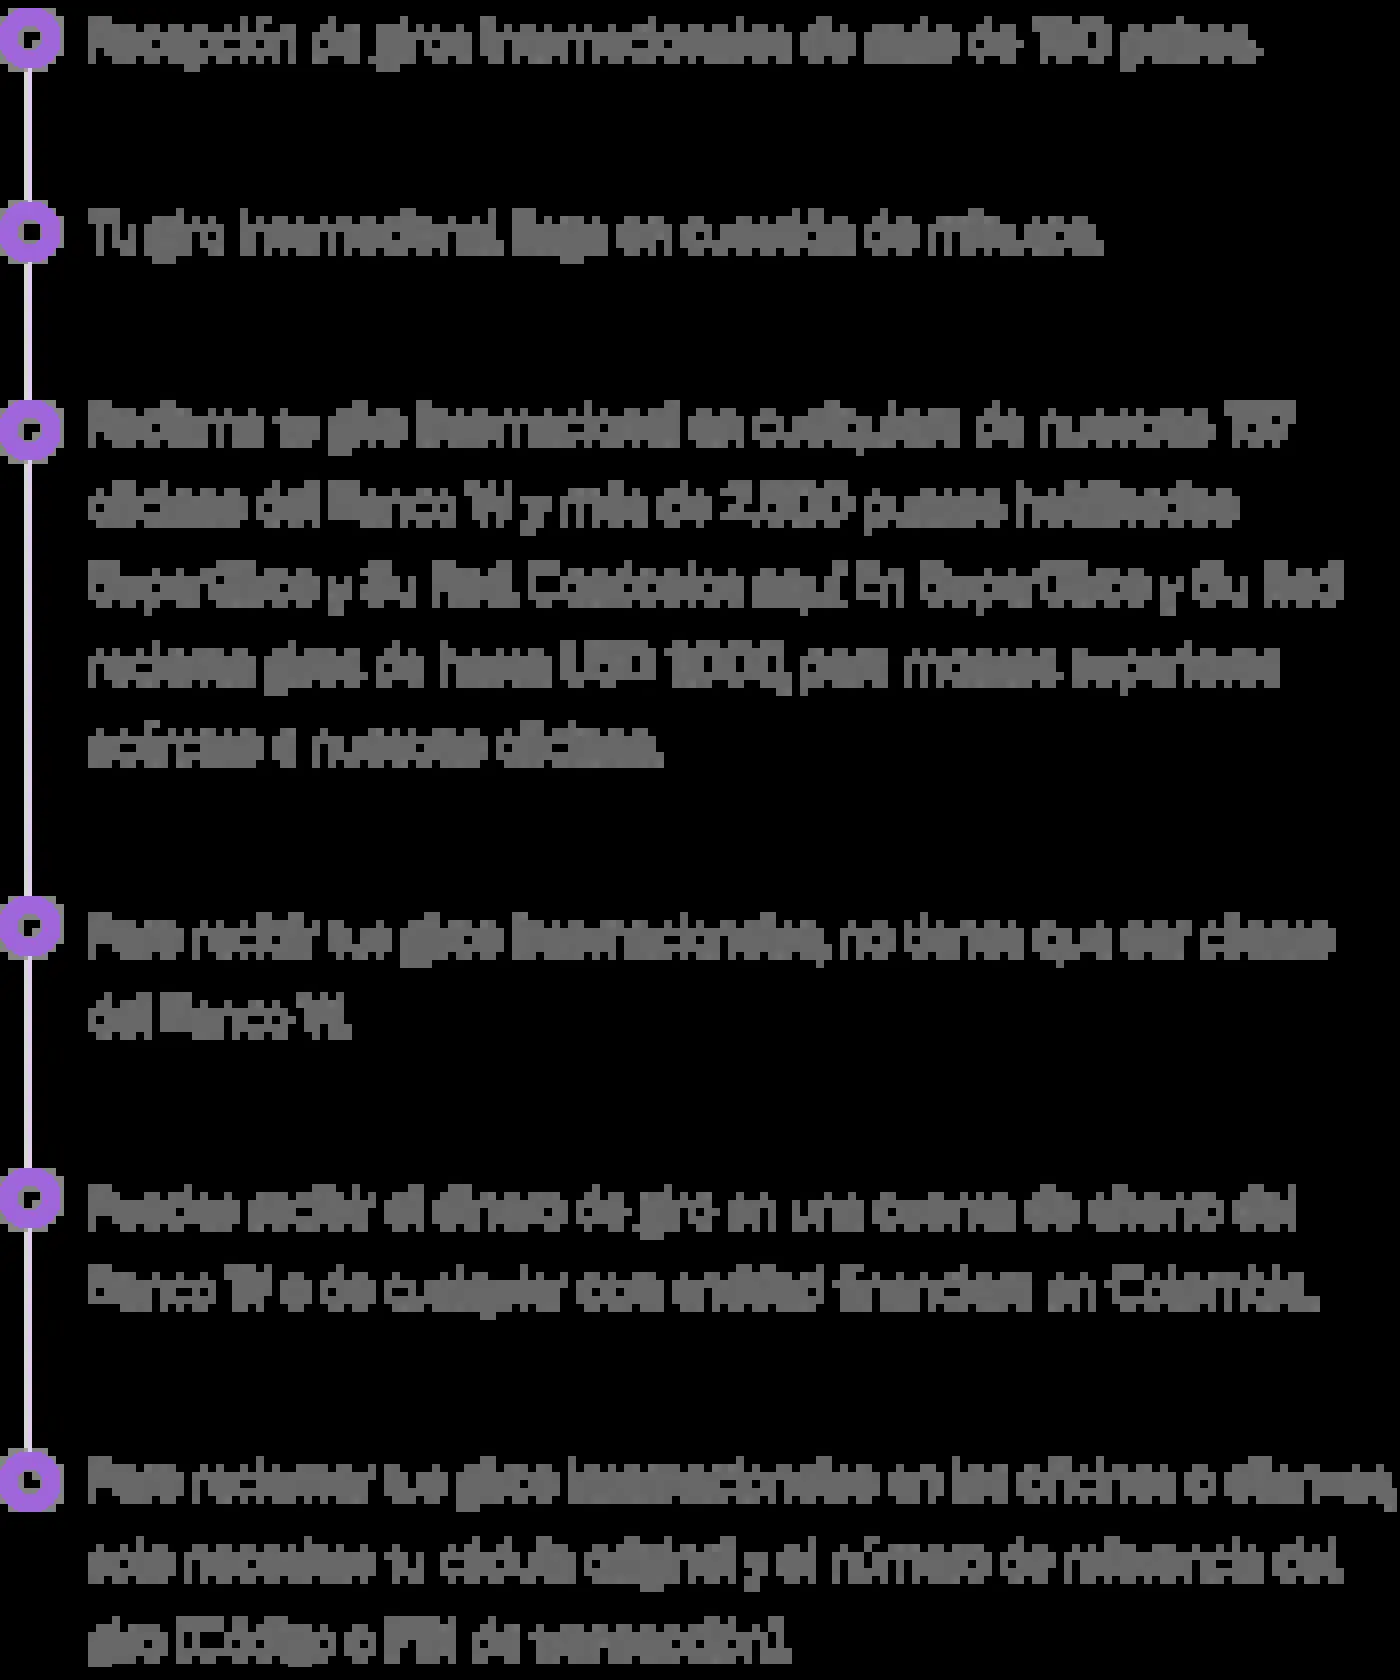 Recepción de giros internacionales de más de 190 países.
Tu giro internacional llega en cuestión de minutos.
Reclama tu giro internacional en cualquiera de nuestras
oficinas del Banco W y más de 2.500 puntos habilitados
SuperGiros y Su Red. Conócelos aquí. En SuperGiros y Su Red
reclama giros de hasta USD 1.000, para montos superiores
acércate a nuestras oficinas.
Para recibir tus giros internacionales, no tienes que ser cliente
del Banco W.
Puedes recibir el dinero de giro en una cuenta de ahorro del
Banco W o de cualquier otra entidad financiera en Colombia.
Para reclamar tus giros internacionales en las oficinas o aliamos,
solo necesitas tu cédula original y el número de referencia del
giro (Código o PIN de transacción).